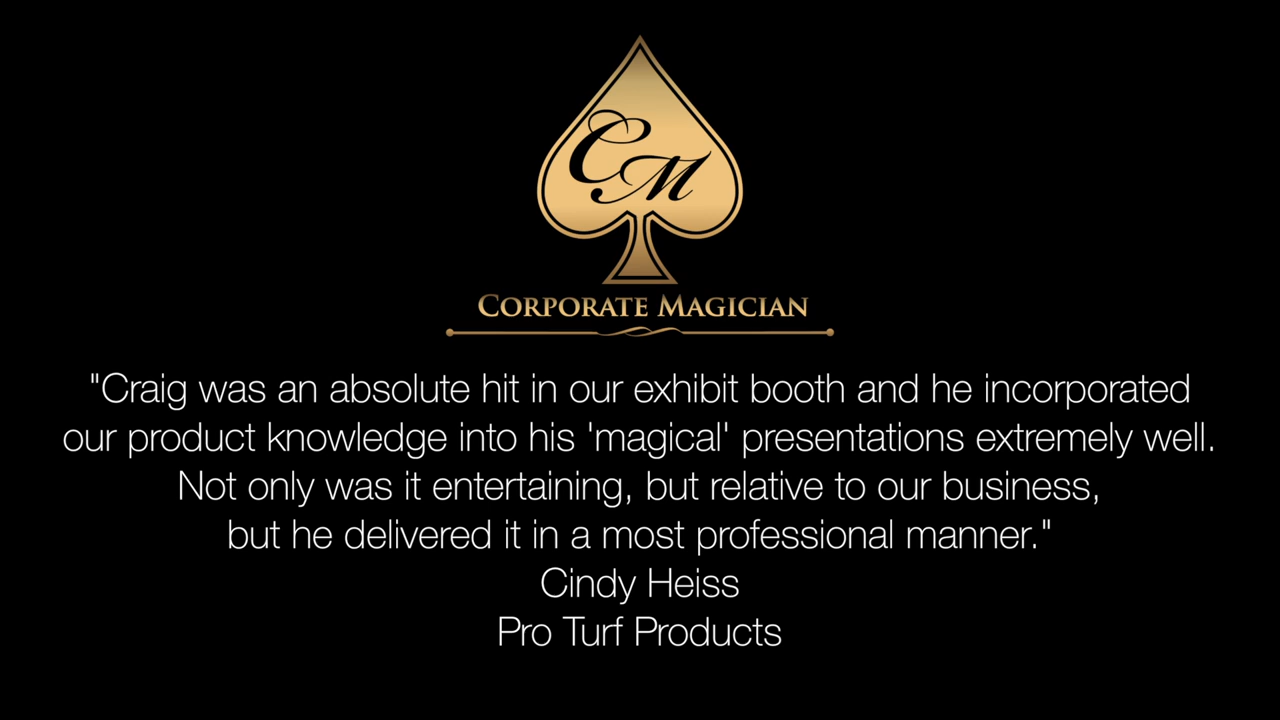 CM
CORPORATE MAGICIAN
"Craig was an absolute hit in our exhibit booth and he incorporated
our product knowledge into his 'magical' presentations extremely well.
Not only was it entertaining, but relative to our business,
but he delivered it in a most professional manner."
Cindy Heiss
Pro Turf Products